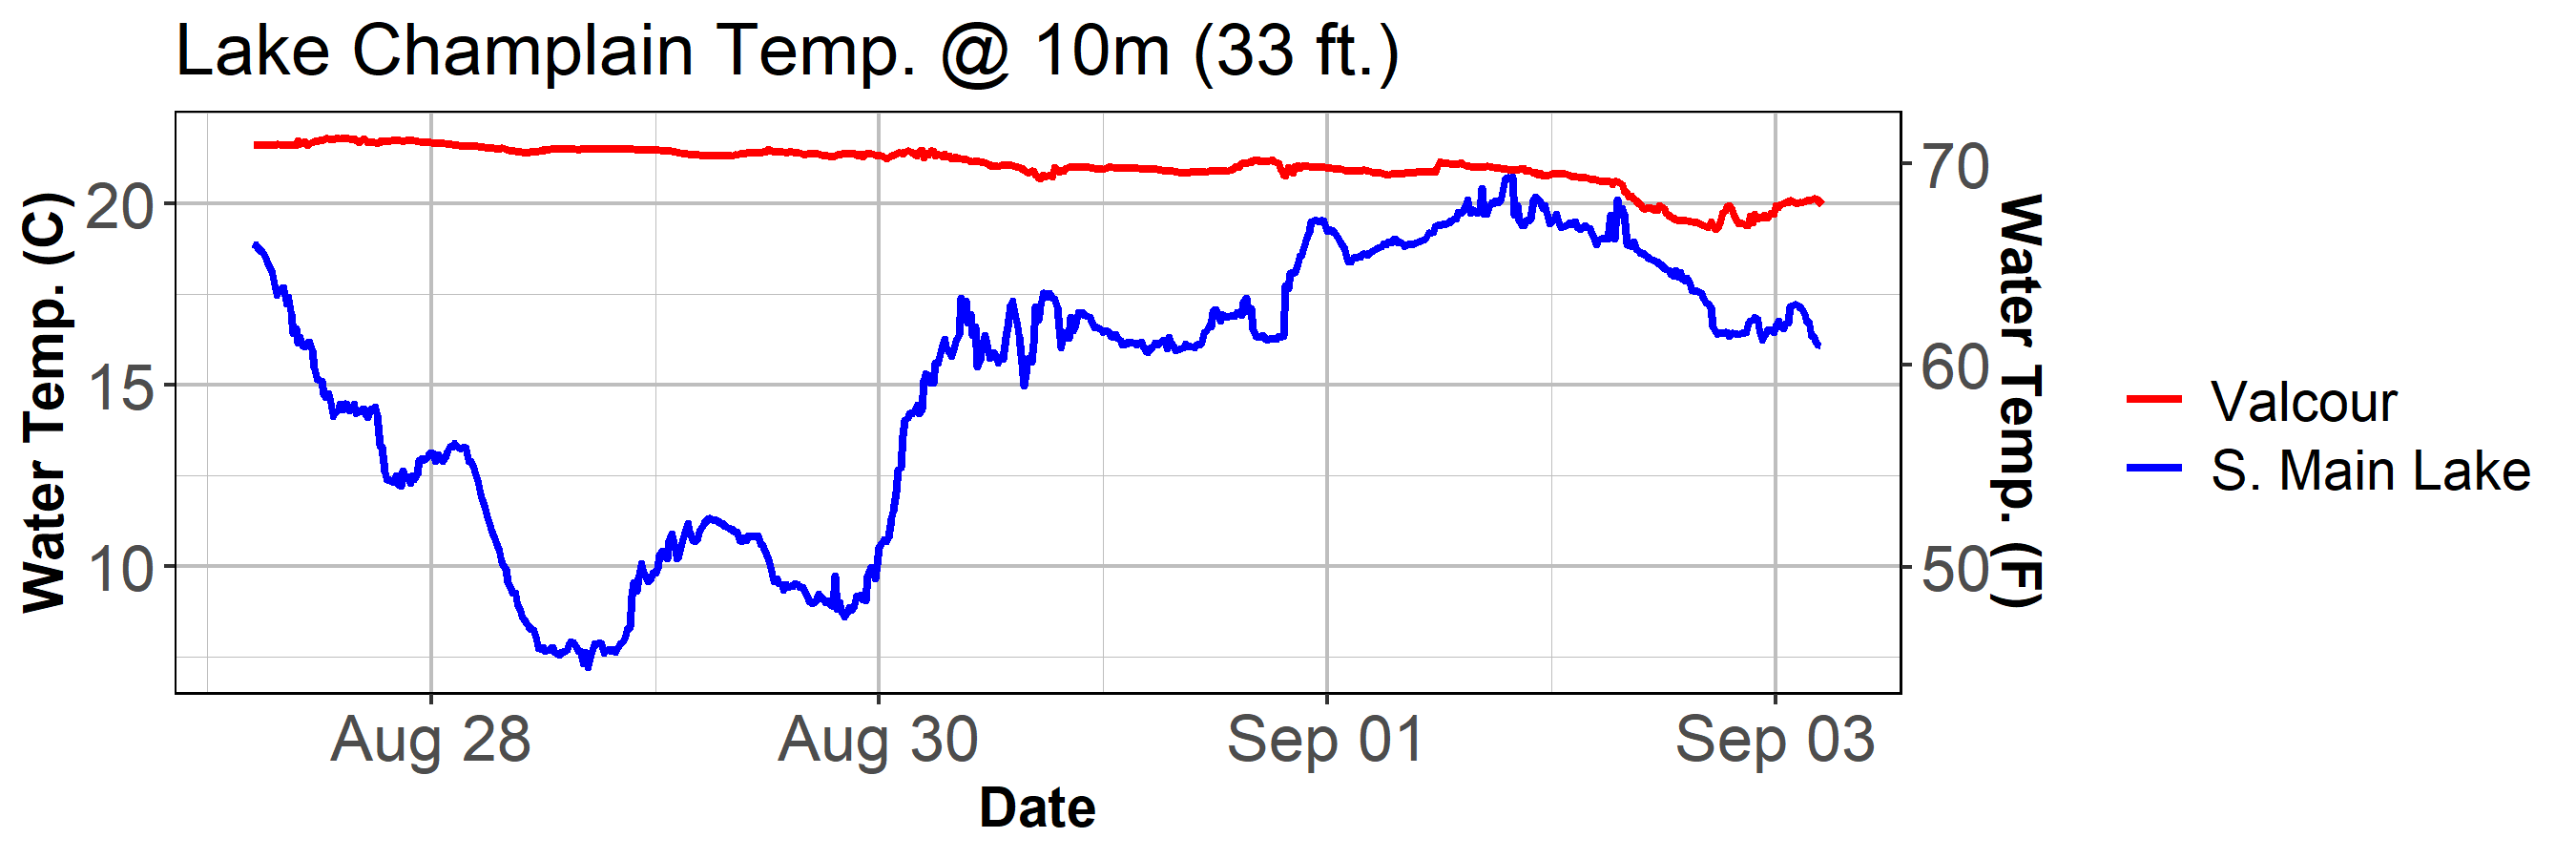 Lake Champlain Temp. @ 10m (33 ft.)
Water Temp. (C)
20
15
10
70
60
50
Water Temp. (F)
Aug 28
Aug 30
Sep 01
Sep 03
Date
Valcour
S. Main Lake